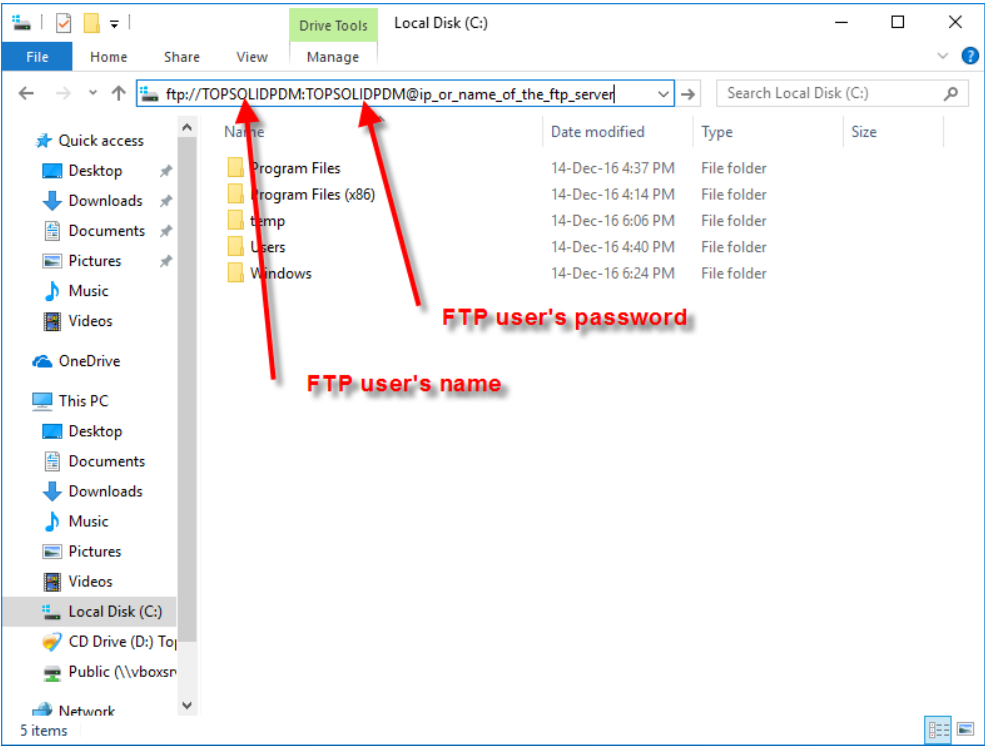 Drive Tools Local Disk (C:)
File Home Share View Manage
ftp://TOPSOLIDPDM:TOPSOLIDPDM@ip_or_name_of_the_ftp_server Search Local Disk (C:)
Name Date modified Type Size
Quick access
Desktop
Downloads
Documents
Pictures
Music
Videos
OneDrive
This PC
Desktop
Documents
Downloads
Music
Pictures
Videos
Local Disk (C:)
CD Drive (D:) Top
Public (\\vboxsrv
Network
Program Files 14-Dec-16 4:37 PM File folder
Program Files (x86) 14-Dec-16 4:14 PM File folder
temp 14-Dec-16 6:06 PM File folder
Users 14-Dec-16 4:40 PM File folder
Windows 14-Dec-16 6:24 PM File folder
FTP user's password
FTP user's name
5 items